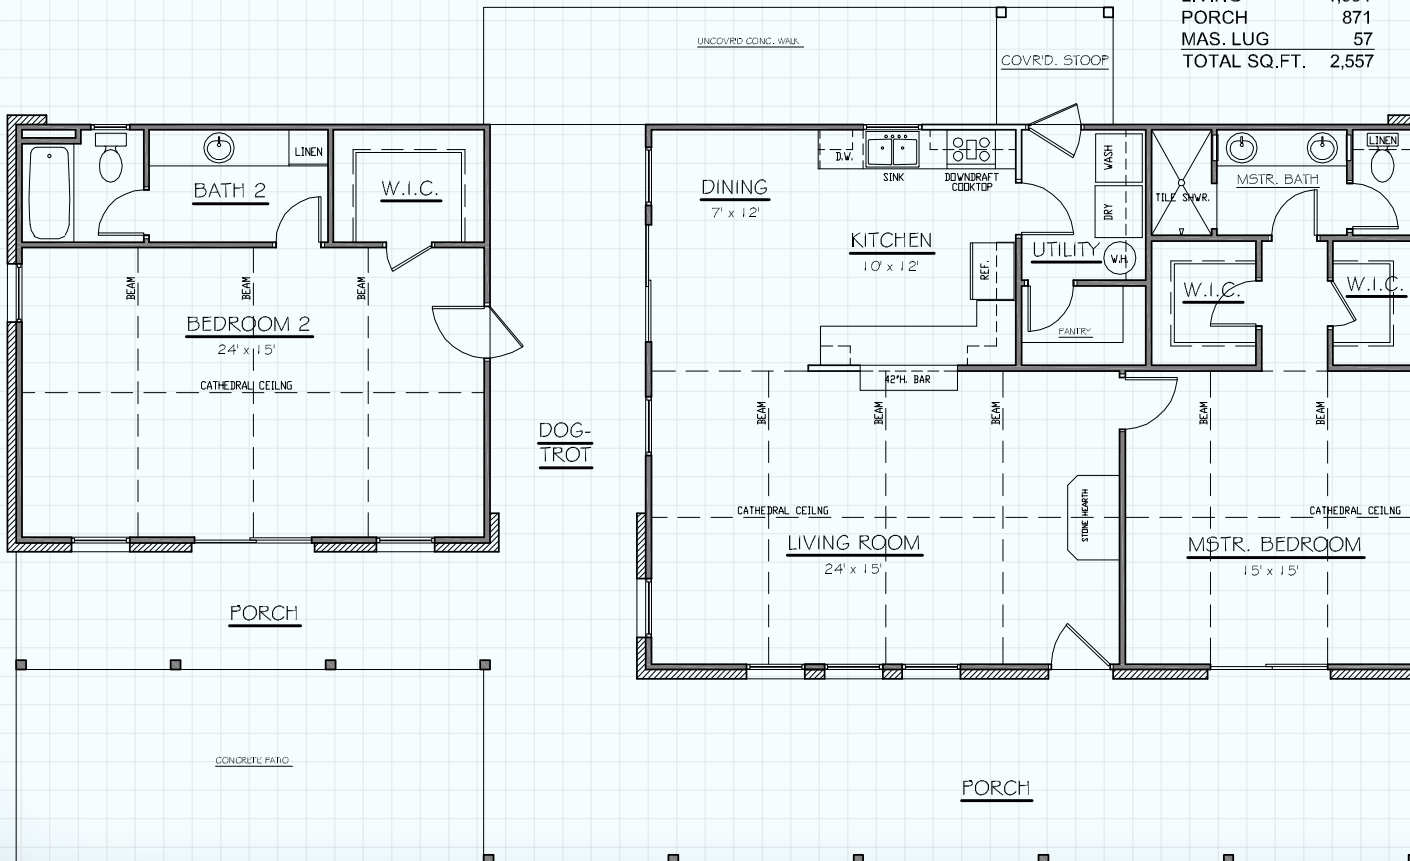 PORCH 871
MAS. LUG 57
TOTAL SQ.FT. 2,557
UNCOVR'D CONC. WALK
COVR'D. STOOP
LINEN
BATH 2
W.I.C.
BEAM
BEAM
BEAM
BEDROOM 2
24' x 15'
CATHEDRAL CEILNG
PORCH
CONCRETE PATIO
DOG-
TROT
D.W.
SINK
DOWNDRAFT
COOKTOP
DINING
7' x 12'
KITCHEN
10' x 12'
REF.
WASH
DRY
UTILITY
W.H.
PANTRY
42"H. BAR
TILE SHWR.
MSTR. BATH
LINEN
W.I.C.
W.I.C.
BEAM
BEAM
BEAM
CATHEDRAL CEILNG
LIVING ROOM
24' x 15'
STONE HEARTH
BEAM
BEAM
CATHEDRAL CEILNG
MSTR. BEDROOM
15' x 15'
PORCH